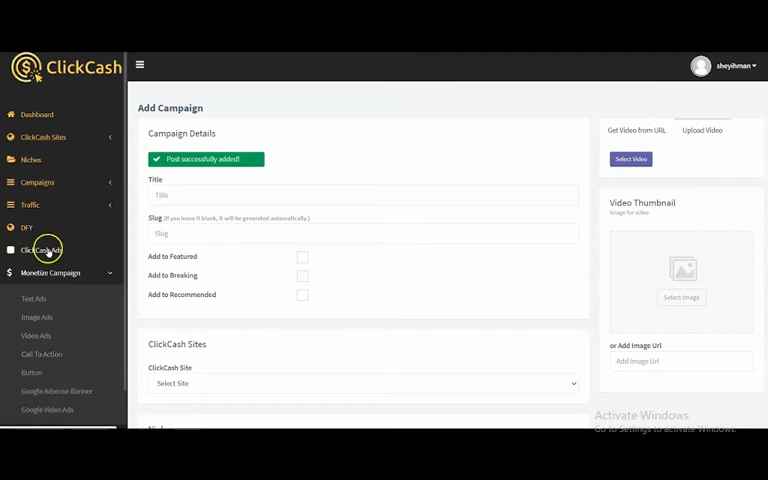 ClickCash
sheyihman
Dashboard
Add Campaign
ClickCash Sites
Campaign Details
Get Video from URL
Upload Video
Niches
Post successfully added!
Select Video
Campaigns
Title
Title
Traffic
Video Thumbnail
Image for video
Slug (If you leave it blank, it will be generated automatically.)
DFY
Slug
ClickCash Ads
Add to Featured
Monetize Campaign
Add to Breaking
Text Ads
Add to Recommended
Select Image
Image Ads
Video Ads
ClickCash Sites
or Add Image Url
Call To Action
Add Image Url
ClickCash Site
Button
Select Site
Google Adsense Banner
Google Video Ads
Activate Windows
Go to Settings to activate Windows.